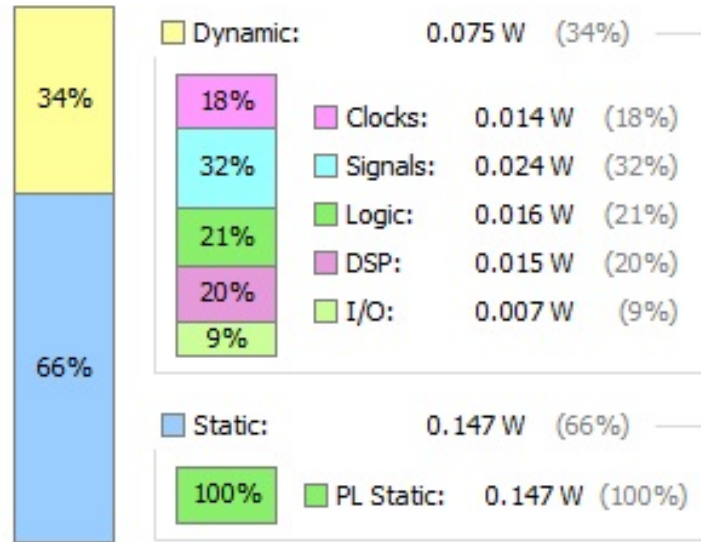 34%
66%
Dynamic: 0.075 W (34%)
18%
32%
21%
20%
9%
Clocks: 0.014 W (18%)
Signals: 0.024 W (32%)
Logic: 0.016 W (21%)
DSP: 0.015 W (20%)
I/O: 0.007 W (9%)
Static: 0.147 W (66%)
100%
PL Static: 0.147 W (100%)